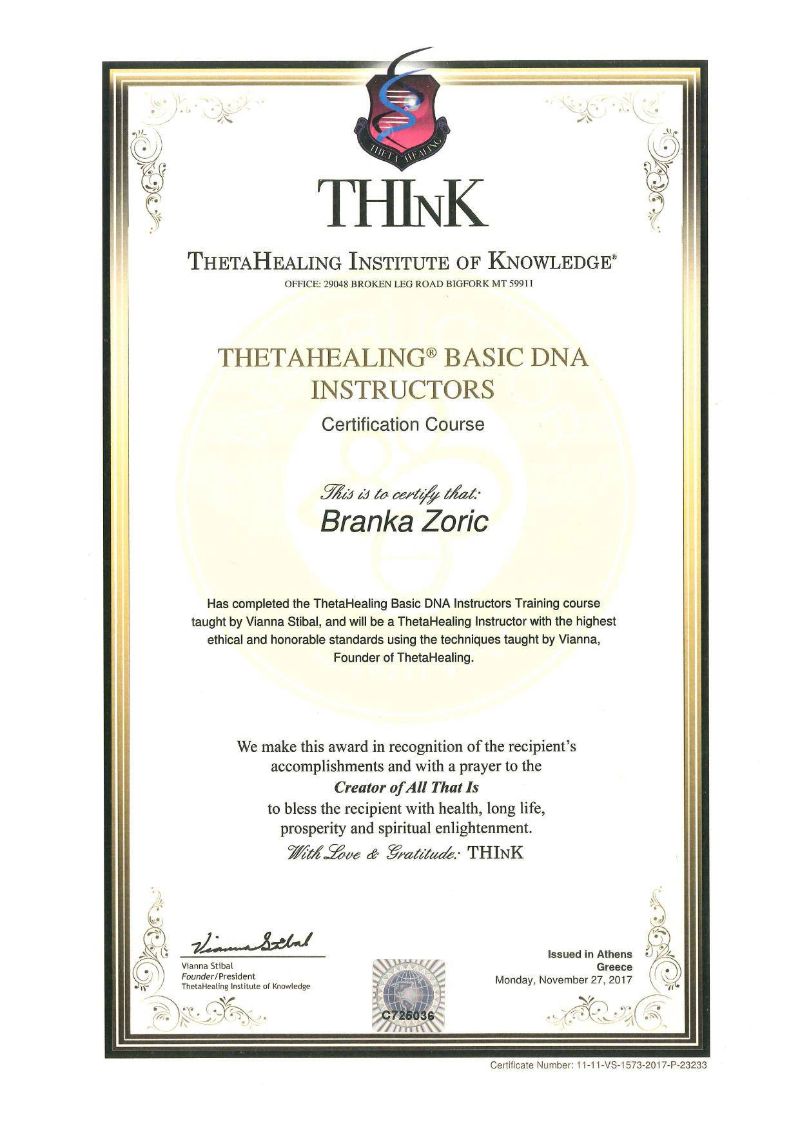 THETA HEALING
THInK
THETAHEALING INSTITUTE OF KNOWLEDGE®
OFFICE: 29048 BROKEN LEG ROAD BIGFORK MT 59911
THETAHEALING® BASIC DNA
INSTRUCTORS
Certification Course
This is to certify that:
Branka Zoric
Has completed the ThetaHealing Basic DNA Instructors Training course
taught by Vianna Stibal, and will be a ThetaHealing Instructor with the highest
ethical and honorable standards using the techniques taught by Vianna,
Founder of ThetaHealing.
We make this award in recognition of the recipient's
accomplishments and with a prayer to the
Creator of All That Is
to bless the recipient with health, long life,
prosperity and spiritual enlightenment.
With Love & Gratitude: THInK
Vianna Stibal
Vianna Stibal
Founder/President
ThetaHealing Institute of Knowledge
C726036
Issued in Athens
Greece
Monday, November 27, 2017
Certificate Number: 11-11-VS-1573-2017-P-23233